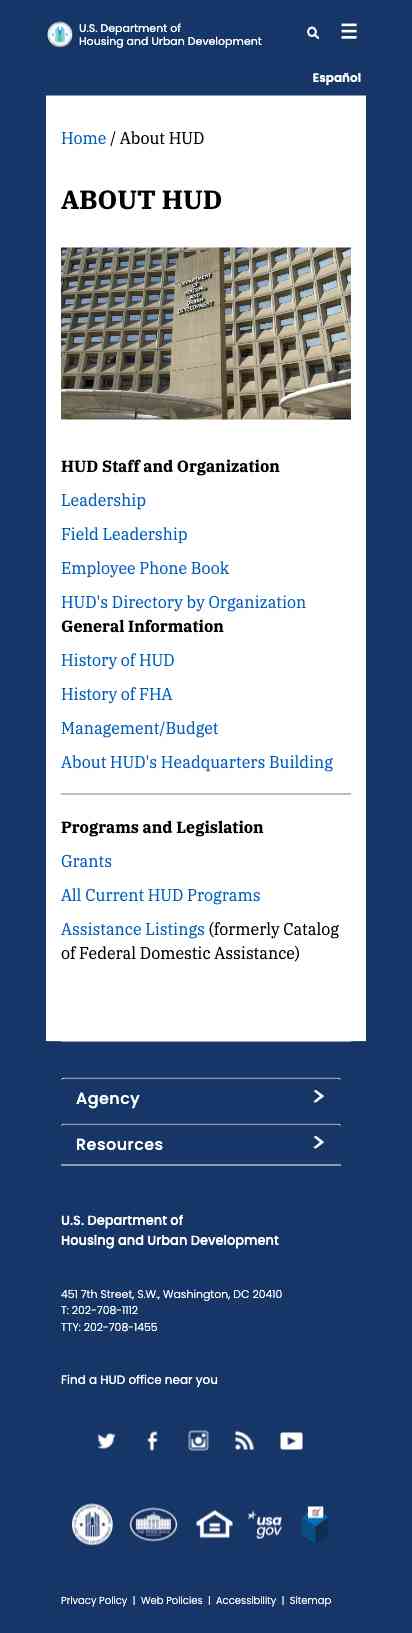 U.S. Department of
Housing and Urban Development
Español
Home / About HUD
ABOUT HUD
DEPARTMENT
OF
HOUSING
AND
URBAN
DEVELOPMENT
HUD Staff and Organization
Leadership
Field Leadership
Employee Phone Book
HUD's Directory by Organization
General Information
History of HUD
History of FHA
Management/Budget
About HUD's Headquarters Building
Programs and Legislation
Grants
All Current HUD Programs
Assistance Listings (formerly Catalog
of Federal Domestic Assistance)
Agency
Resources
U.S. Department of
Housing and Urban Development
451 7th Street, S.W., Washington, DC 20410
T: 202-708-1112
TTY: 202-708-1455
Find a HUD office near you
usa
gov
Privacy Policy | Web Policies | Accessibility | Sitemap